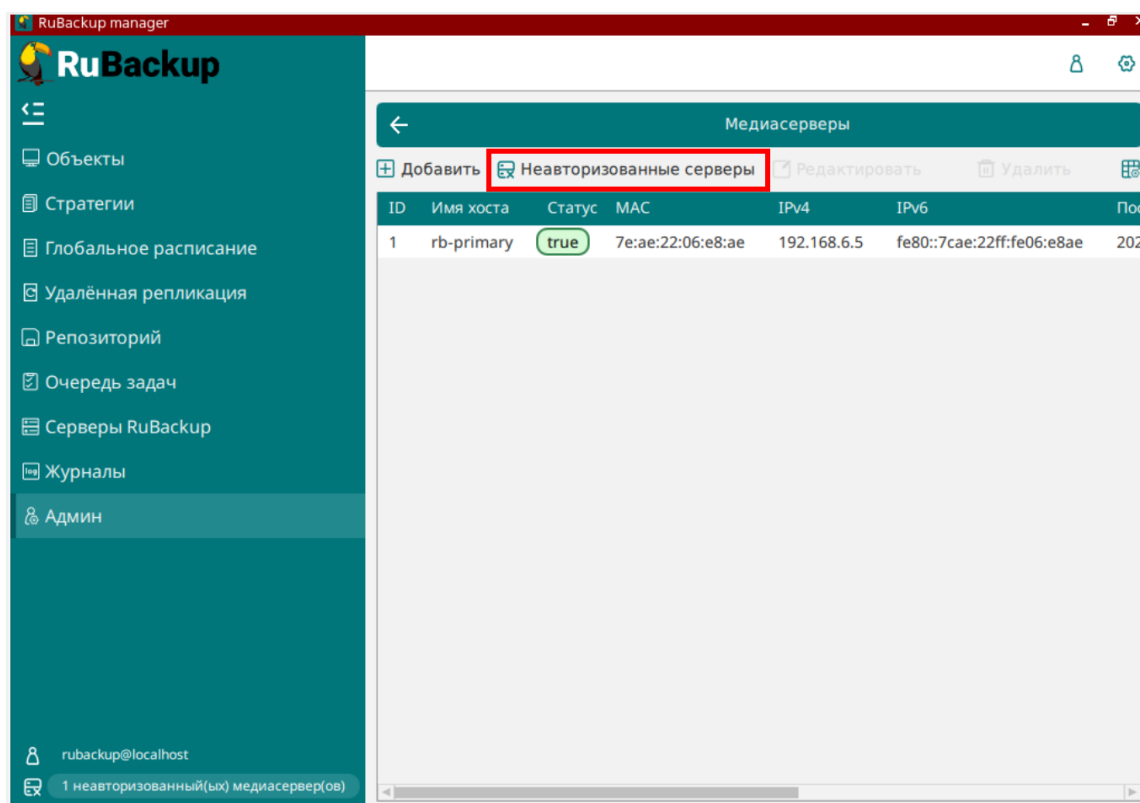 RuBackup manager
RuBackup
Объекты
Стратегии
Глобальное расписание
Удалённая репликация
Репозиторий
Очередь задач
Серверы RuBackup
Журналы
Админ
rubackup@localhost
1 неавторизованный(ых) медиасервер(ов)
Медиасерверы
Добавить Неавторизованные серверы Редактировать Удалить
ID Имя хоста Статус MAC IPv4 IPv6 Пос
1 rb-primary true 7e:ae:22:06:e8:ae 192.168.6.5 fe80::7cae:22ff:fe06:e8ae 202